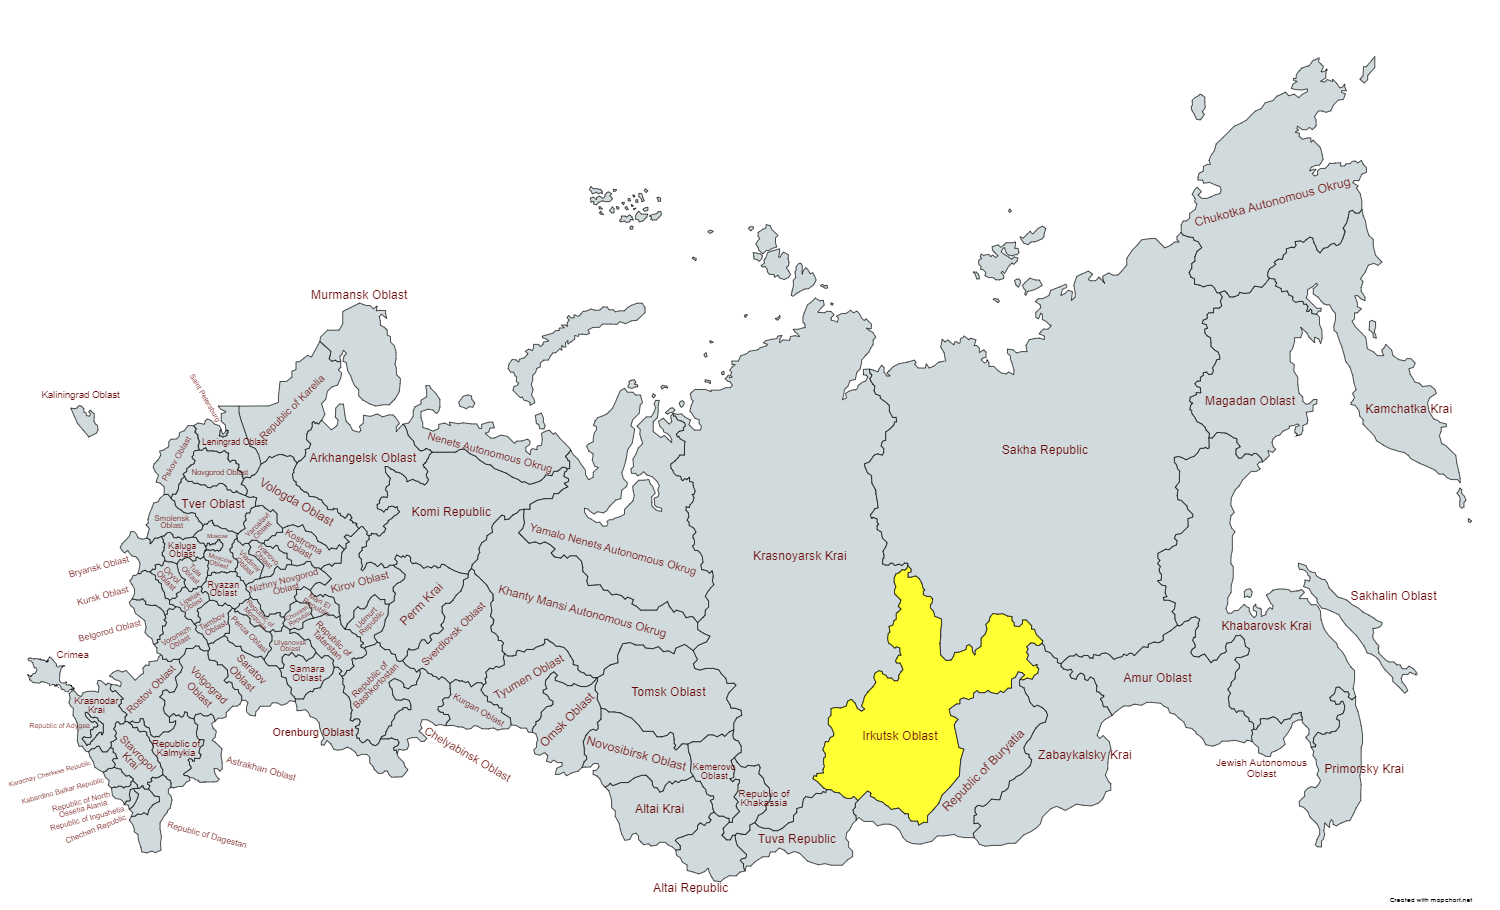 Chukotka Autonomous Okrug
Murmansk Oblast
Kaliningrad Oblast
Saint Petersburg
Republic of Karelia
Magadan Oblast
Kamchatka Krai
Leningrad Oblast
Pskov Oblast
Nenets Autonomous Okrug
Arkhangelsk Oblast
Sakha Republic
Novgorod Oblast
Vologda Oblast
Tver Oblast
Komi Republic
Smolensk
Oblast
Yaroslavl
Oblast
Moscow
Kostroma
Oblast
Yamalo Nenets Autonomous Okrug
Krasnoyarsk Krai
Kaluga
Oblast
Ivanovo
Oblast
Vladimir
Oblast
Moscow
Oblast
Bryansk Oblast
Oryol
Oblast
Tula
Oblast
Ryazan
Oblast
Nizhny Novgorod
Oblast
Kirov Oblast
Perm Krai
Khanty Mansi Autonomous Okrug
Kursk Oblast
Lipetsk
Oblast
Mari El
Republic
Chuvash
Republic
Republic of
Mordovia
Udmurt
Republic
Sverdlovsk Oblast
Sakhalin Oblast
Khabarovsk Krai
Belgorod Oblast
Voronezh
Oblast
Tambov
Oblast
Penza Oblast
Ulyanovsk
Oblast
Republic of
Tatarstan
Crimea
Saratov
Oblast
Samara
Oblast
Republic of
Bashkortostan
Tyumen Oblast
Tomsk Oblast
Amur Oblast
Krasnodar
Krai
Rostov Oblast
Volgograd
Oblast
Kurgan Oblast
Omsk Oblast
Republic of Adygea
Orenburg Oblast
Irkutsk Oblast
Stavropol
Krai
Republic of
Kalmykia
Chelyabinsk Oblast
Novosibirsk Oblast
Republic of Buryatia
Zabaykalsky Krai
Karachay Cherkess Republic
Astrakhan Oblast
Kemerovo
Oblast
Jewish Autonomous
Oblast
Primorsky Krai
Kabardino Balkar Republic
Republic of North
Ossetia Alania
Republic of
Khakassia
Altai Krai
Republic of Ingushetia
Chechen Republic
Republic of Dagestan
Tuva Republic
Altai Republic
Created with mapchart.net